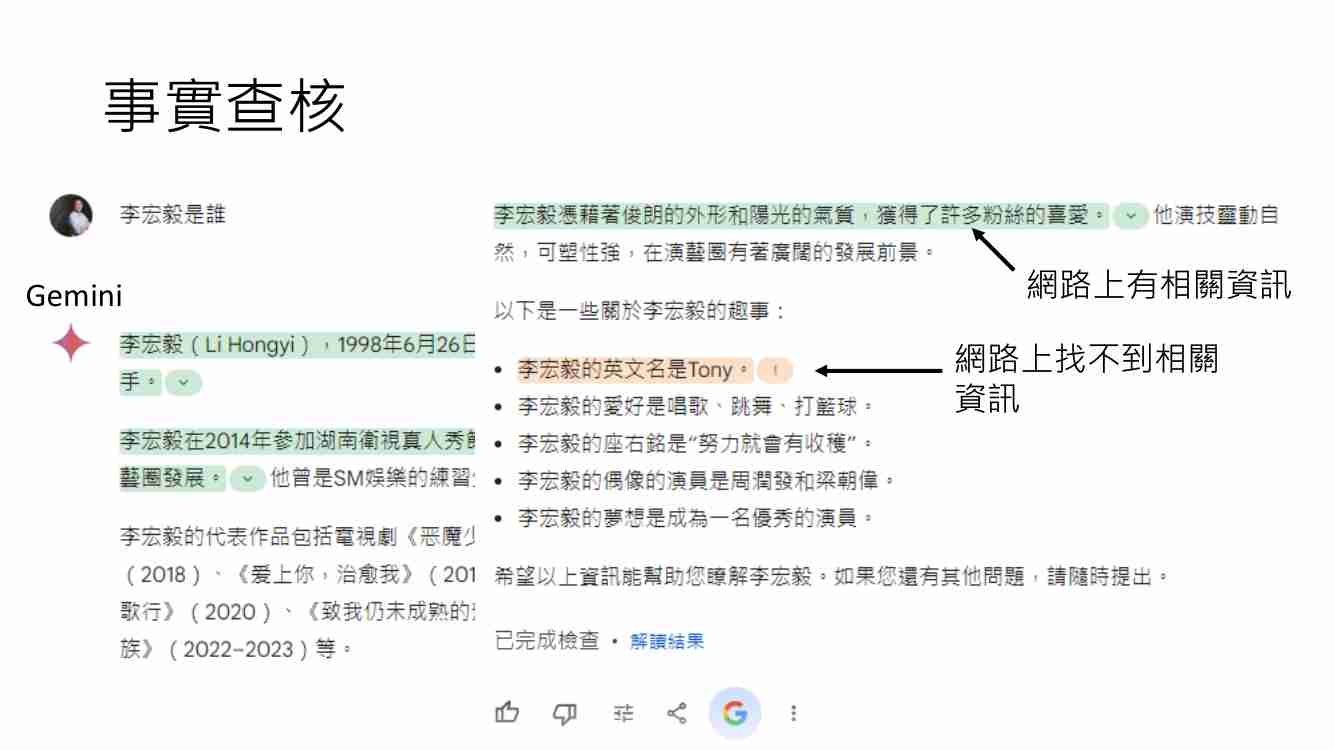 事實查核
李宏毅是誰
Gemini
李宏毅（Li Hongyi），1998年6月26日
手。
李宏毅在2014年參加湖南衛視真人秀
藝圈發展。他曾是SM娛樂的練習
李宏毅的代表作品包括電視劇《恶魔少
（2018）、《爱上你，治愈我》（201
歌行》（2020）、《致我仍未成熟的
族》（2022-2023）等。
李宏毅憑藉著俊朗的外形和陽光的氣質，獲得了許多粉絲的喜愛。他演技靈動自
然，可塑性強，在演藝圈有著廣闊的發展前景。
網路上有相關資訊
以下是一些關於李宏毅的趣事：
• 李宏毅的英文名是Tony。 !
網路上找不到相關
資訊
• 李宏毅的愛好是唱歌、跳舞、打籃球。
• 李宏毅的座右銘是“努力就會有收穫”。
• 李宏毅的偶像的演員是周潤發和梁朝偉。
• 李宏毅的夢想是成為一名優秀的演員。
希望以上資訊能幫助您瞭解李宏毅。如果您還有其他問題，請隨時提出。
已完成檢查 • 解讀結果